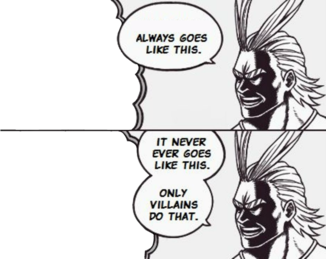 ALWAYS GOES
LIKE THIS.
IT NEVER
EVER GOES
LIKE THIS.
ONLY
VILLAINS
DO THAT.